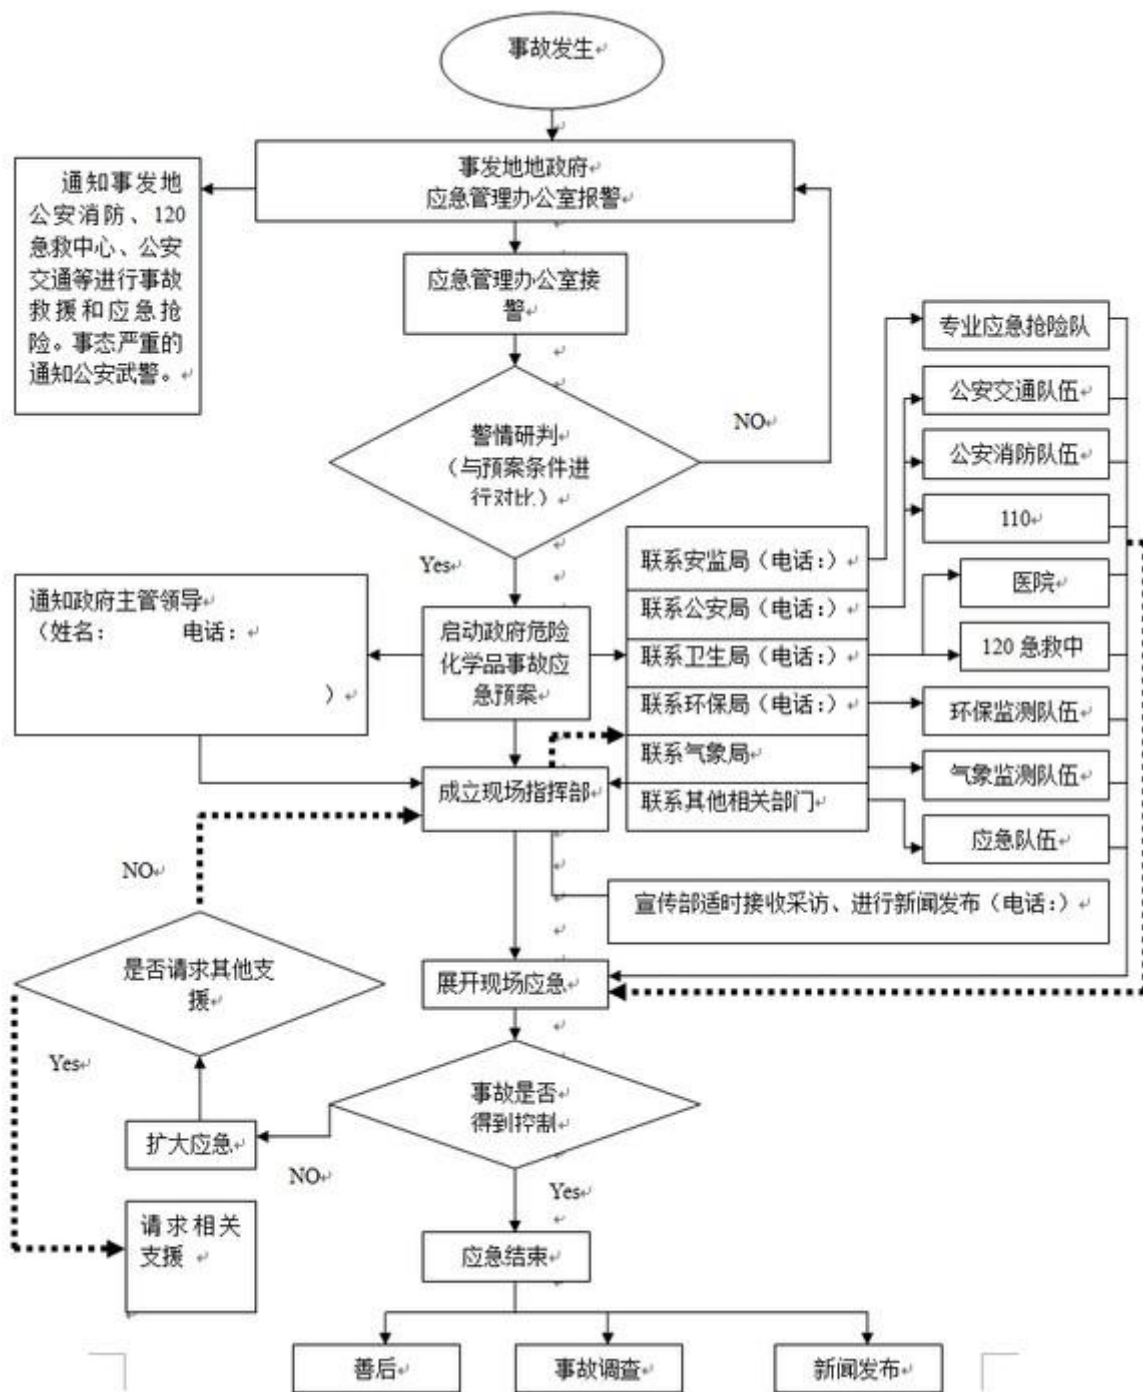 事故发生
事发地地政府
应急管理办公室报警
通知事发地
公安消防、120
急救中心、公安
交通等进行事故
救援和应急抢
险。事态严重的
通知公安武警。
应急管理办公室接
警
专业应急抢险队
公安交通队伍
NO
警情研判
（与预案条件进
行对比）
公安消防队伍
110
Yes
联系安监局（电话：）
医院
通知政府主管领导
（姓名： 电话：
）
启动政府危险
化学品事故应
急预案
联系公安局（电话：）
联系卫生局（电话：）
120 急救中
联系环保局（电话：）
环保监测队伍
联系气象局
气象监测队伍
成立现场指挥部
联系其他相关部门
应急队伍
NO
宣传部适时接收采访、进行新闻发布（电话：）
是否请求其他支
援
展开现场应急
Yes
事故是否
得到控制
扩大应急
NO
Yes
请求相关
支援
应急结束
善后
事故调查
新闻发布